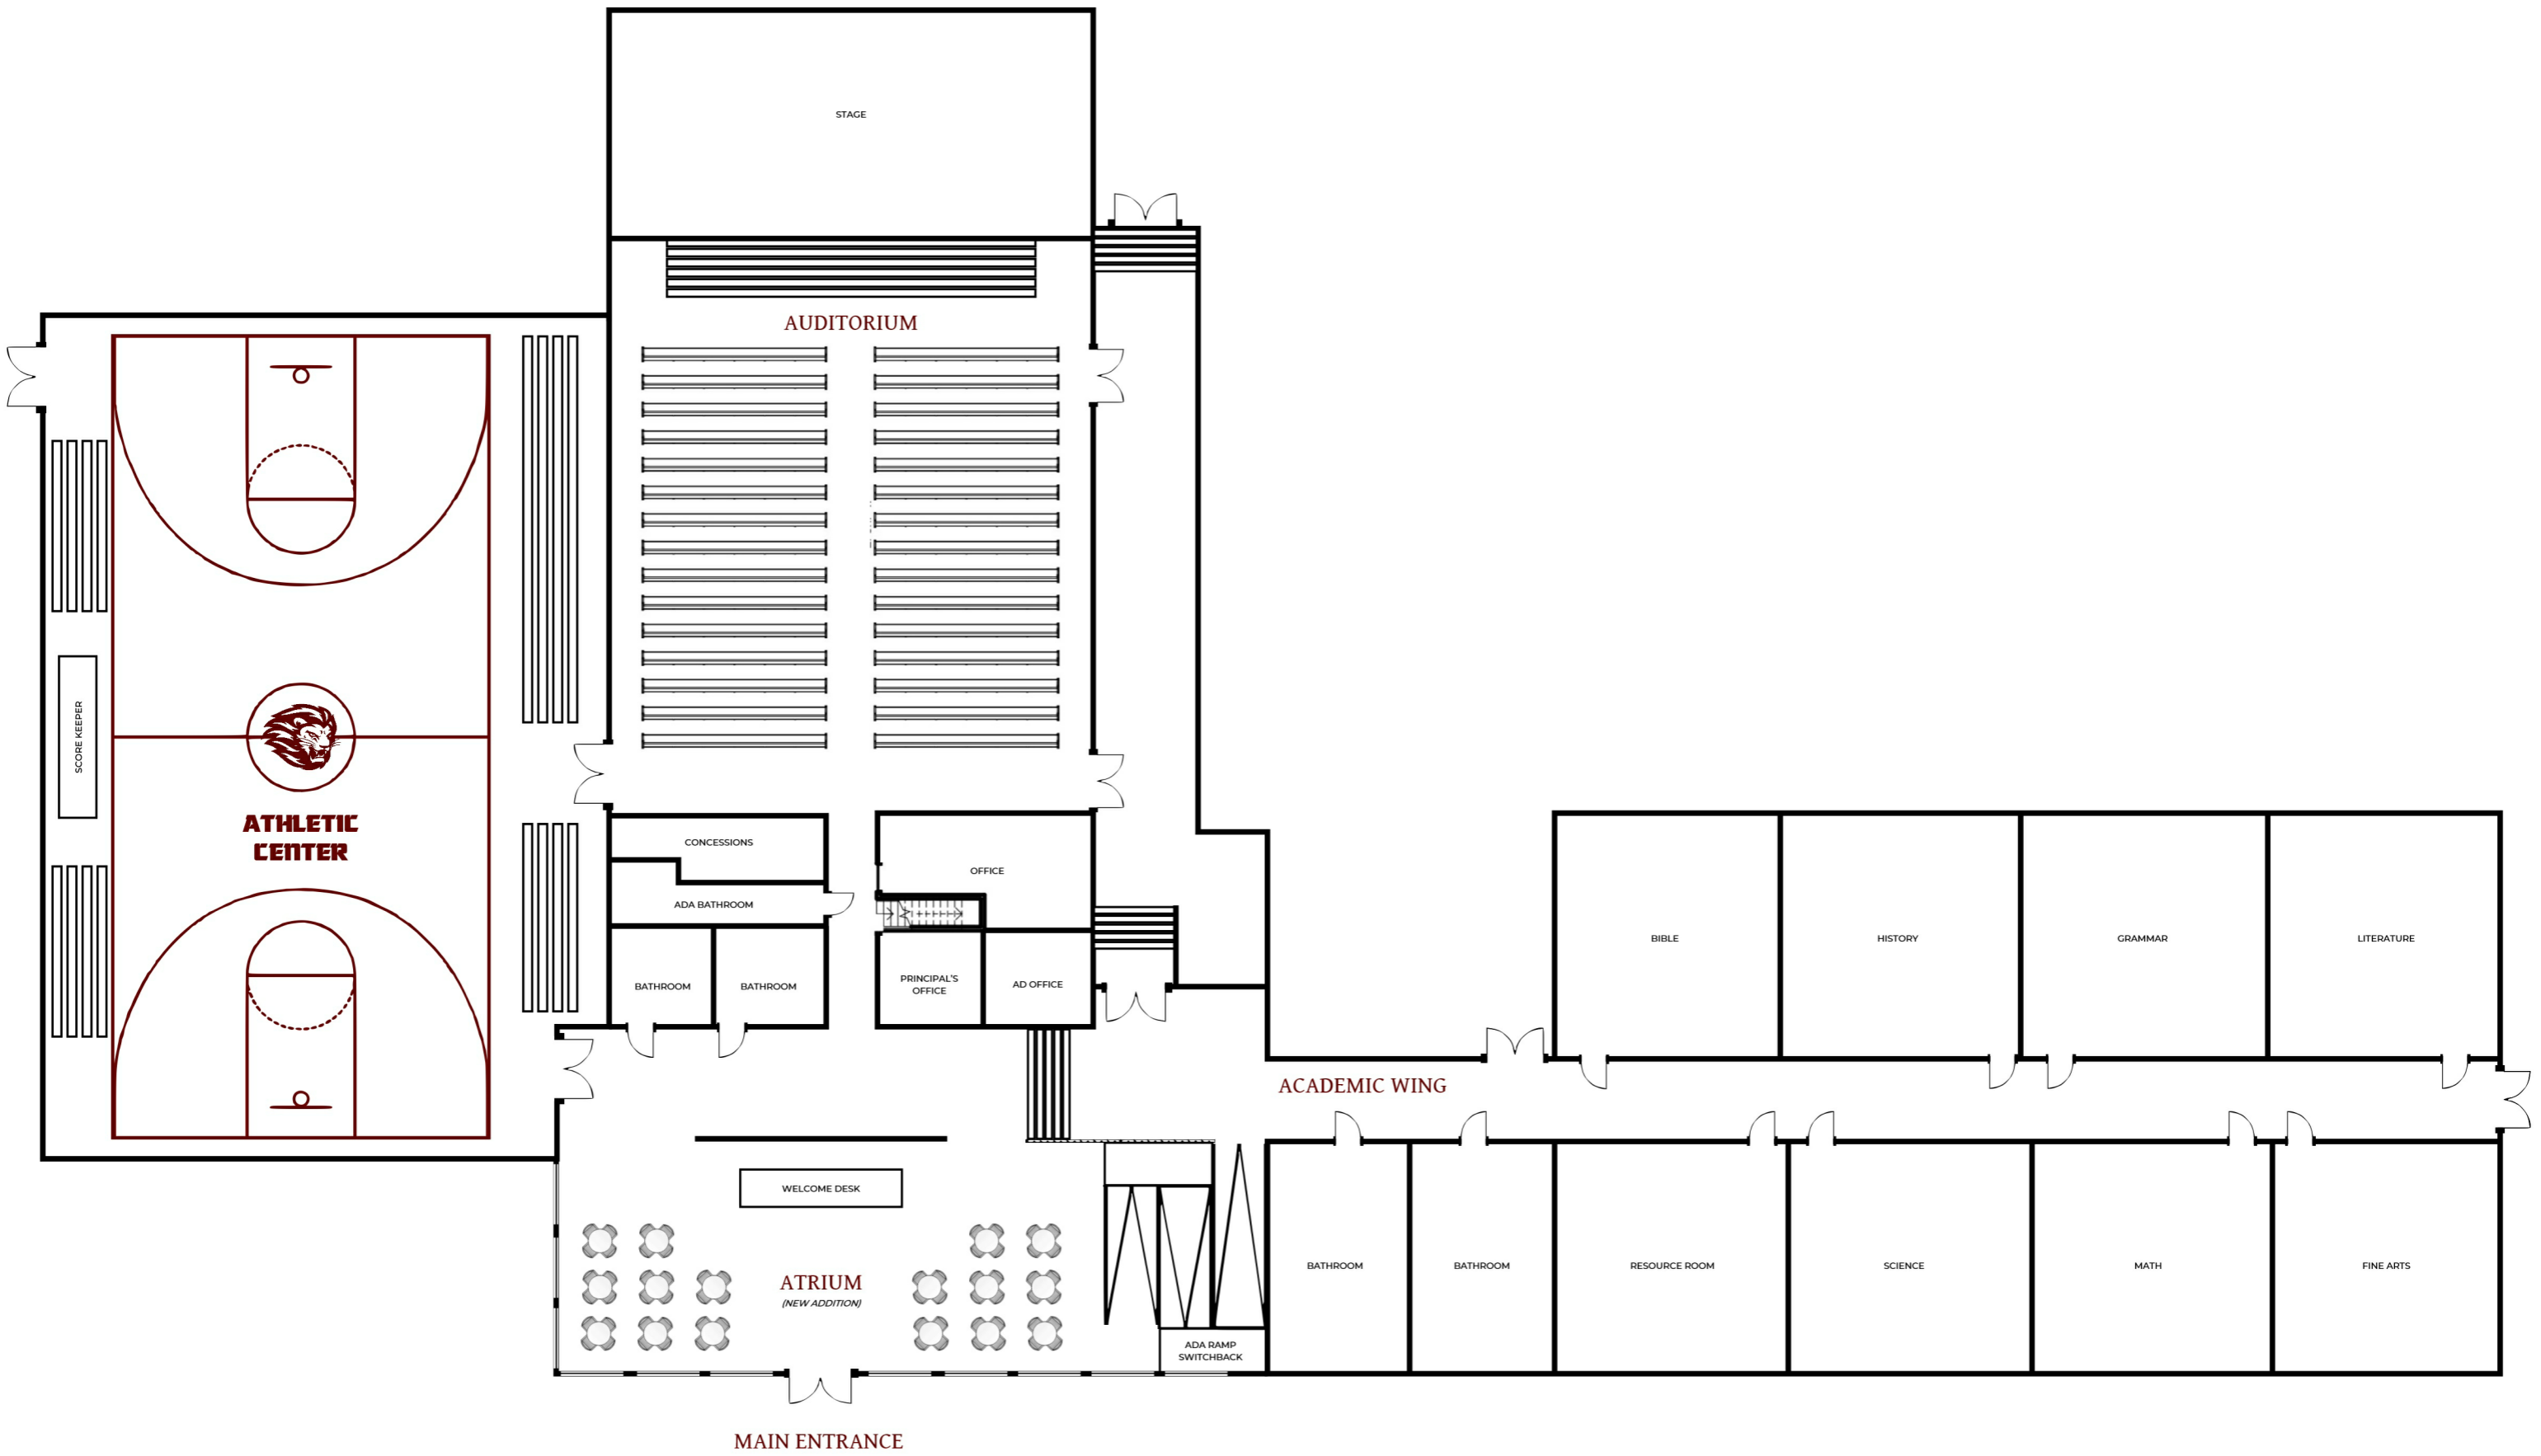 STAGE
AUDITORIUM
SCORE KEEPER
ATHLETIC
CENTER
CONCESSIONS
OFFICE
ADA BATHROOM
BATHROOM
BATHROOM
PRINCIPAL'S
OFFICE
AD OFFICE
BIBLE
HISTORY
GRAMMAR
LITERATURE
ACADEMIC WING
WELCOME DESK
ATRIUM
(NEW ADDITION)
BATHROOM
BATHROOM
RESOURCE ROOM
SCIENCE
MATH
FINE ARTS
ADA RAMP
SWITCHBACK
MAIN ENTRANCE